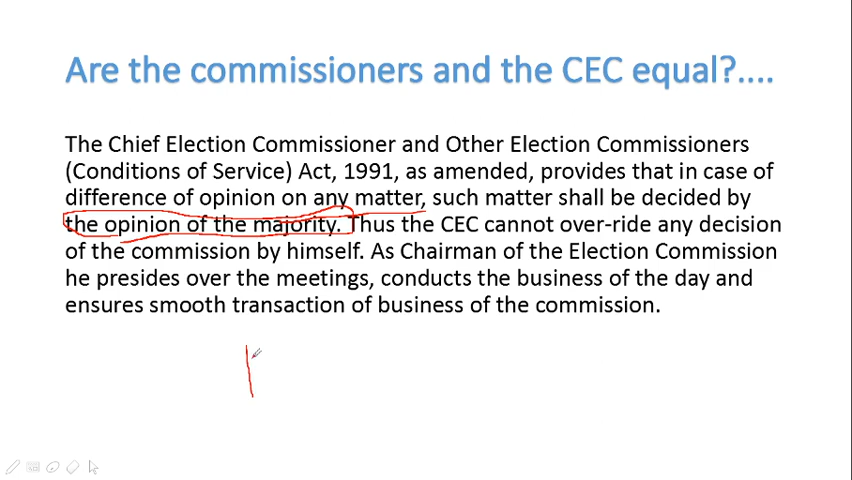 Are the commissioners and the CEC equal?....
The Chief Election Commissioner and Other Election Commissioners
(Conditions of Service) Act, 1991, as amended, provides that in case of
difference of opinion on any matter, such matter shall be decided by
the opinion of the majority. Thus the CEC cannot over-ride any decision
of the commission by himself. As Chairman of the Election Commission
he presides over the meetings, conducts the business of the day and
ensures smooth transaction of business of the commission.